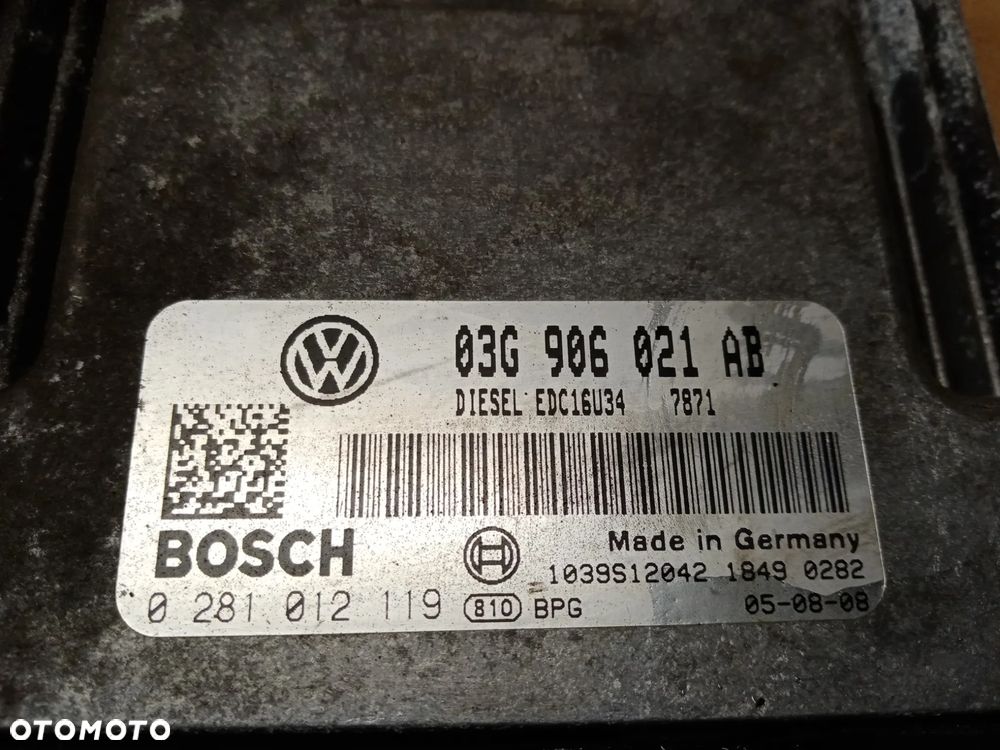 VW
03G 906 021 AB
DIESEL EDC16U34 7871
BOSCH
Made in Germany
1039S12042 1849 0282
0 281 012 119 810 BPG 05-08-08
OTOMOTO